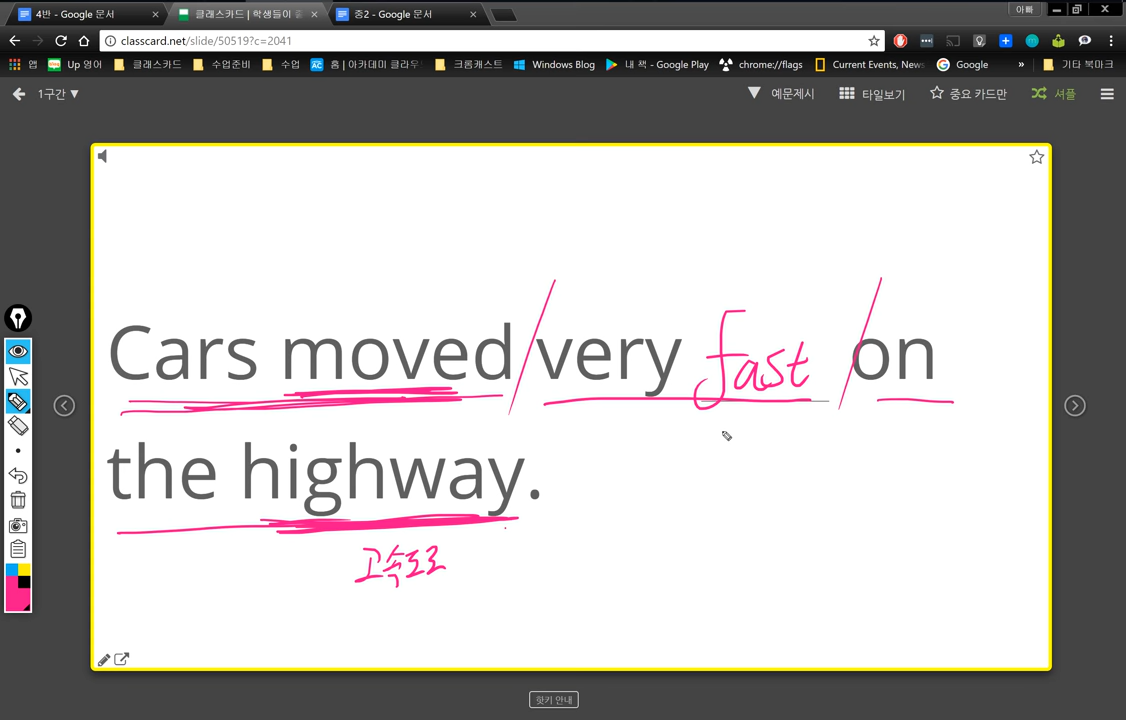 4반 - Google 문서
클래스카드 | 학생들이 줄
중2 - Google 문서
아빠
classcard.net/slide/50519?c=2041
앱 Up 영어 클래스카드 수업준비 수업 홈 | 아카데미 클라우 크롬캐스트 Windows Blog 내 책 - Google Play chrome://flags Current Events, News Google » 기타 북마크
1구간 ▼ ▼ 예문제시 타일보기 중요 카드만 셔플
Cars moved / very fast / on
the highway.
고속도로
핫키 안내